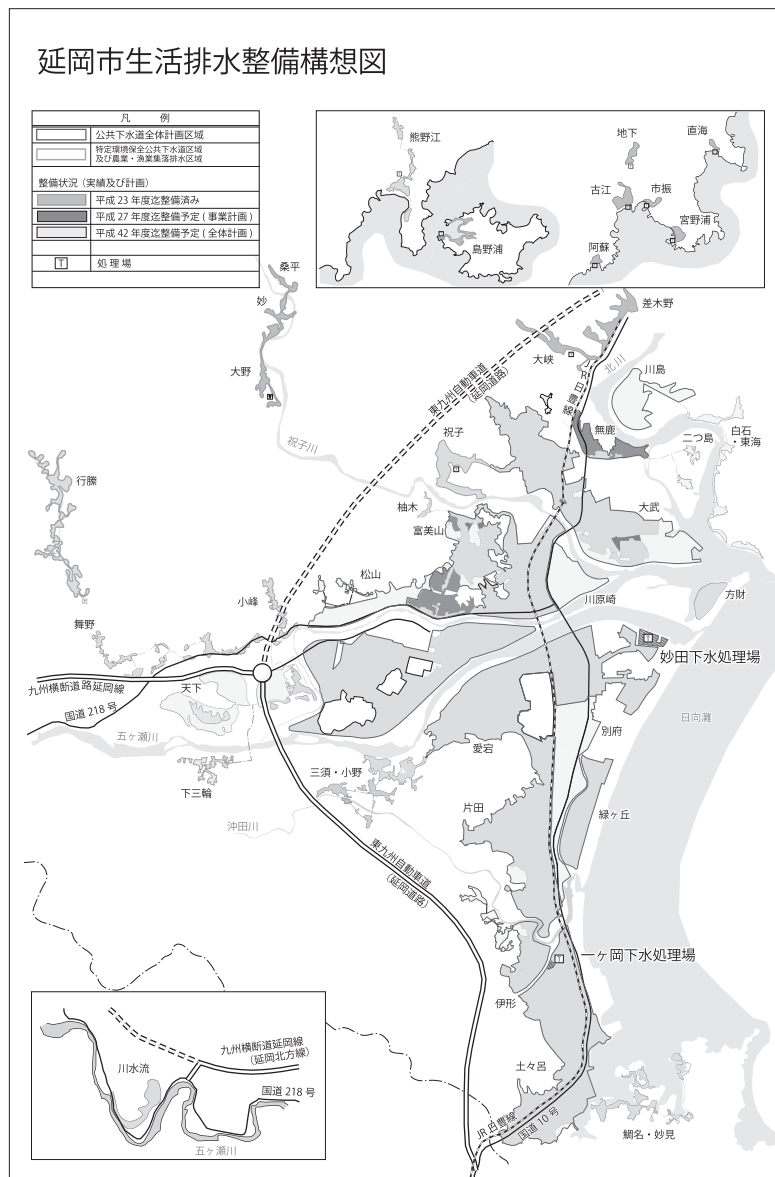 延岡市生活排水整備構想図
凡 例
公共下水道全体計画区域
特定環境保全公共下水道区域
及び農業・漁業集落排水区域
整備状況（実績及び計画）
平成 23 年度迄整備済み
平成 27 年度迄整備予定 ( 事業計画 )
平成 42 年度迄整備予定 ( 全体計画 )
T 処 理 場
熊野江
島野浦
地下
直海
古江
市振
宮野浦
阿蘇
桑平
妙
大野
差木野
大峡
北川
川島
東九州自動車道
(延岡道路)
JR日豊線
祝子
無鹿
二つ島
白石
・東海
祝子川
行縢
柚木
富美山
大武
松山
小峰
川原崎
方財
舞野
T
妙田下水処理場
九州横断道路延岡線
天下
国道 218 号
五ヶ瀬川
日向灘
別府
愛宕
三須・小野
下三輪
片田
緑ヶ丘
沖田川
東九州自動車道
(延岡道路)
一ヶ岡下水処理場
T
伊形
土々呂
JR日豊線
国道 10 号
鯛名・妙見
九州横断道延岡線
(延岡北方線)
川水流
国道 218 号
五ヶ瀬川